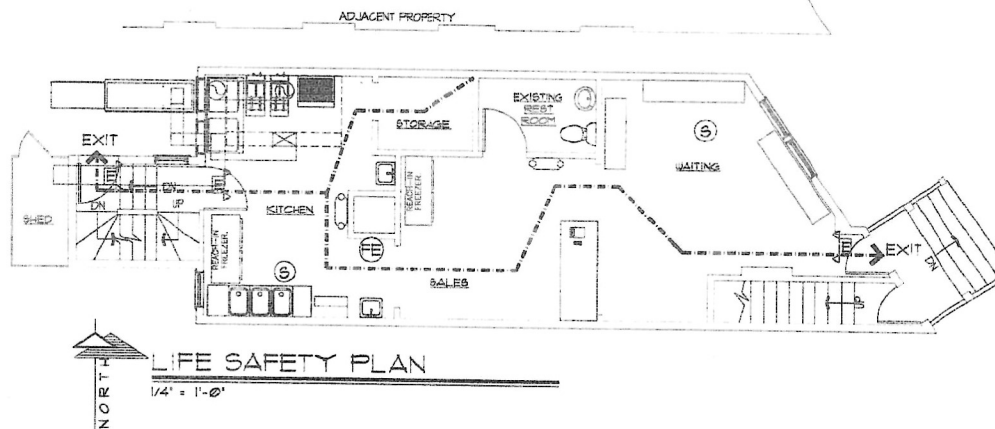 ADJACENT PROPERTY
EXISTING
REST
ROOM
STORAGE
S
WAITING
EXIT
E
E
DN
UP
DN
SHED
KITCHEN
REACH-IN
FREEZER
REACH-IN
FREEZER
FE
S
SALES
E
EXIT
DN
UP
LIFE SAFETY PLAN
1/4" = 1'-0"
NORTH